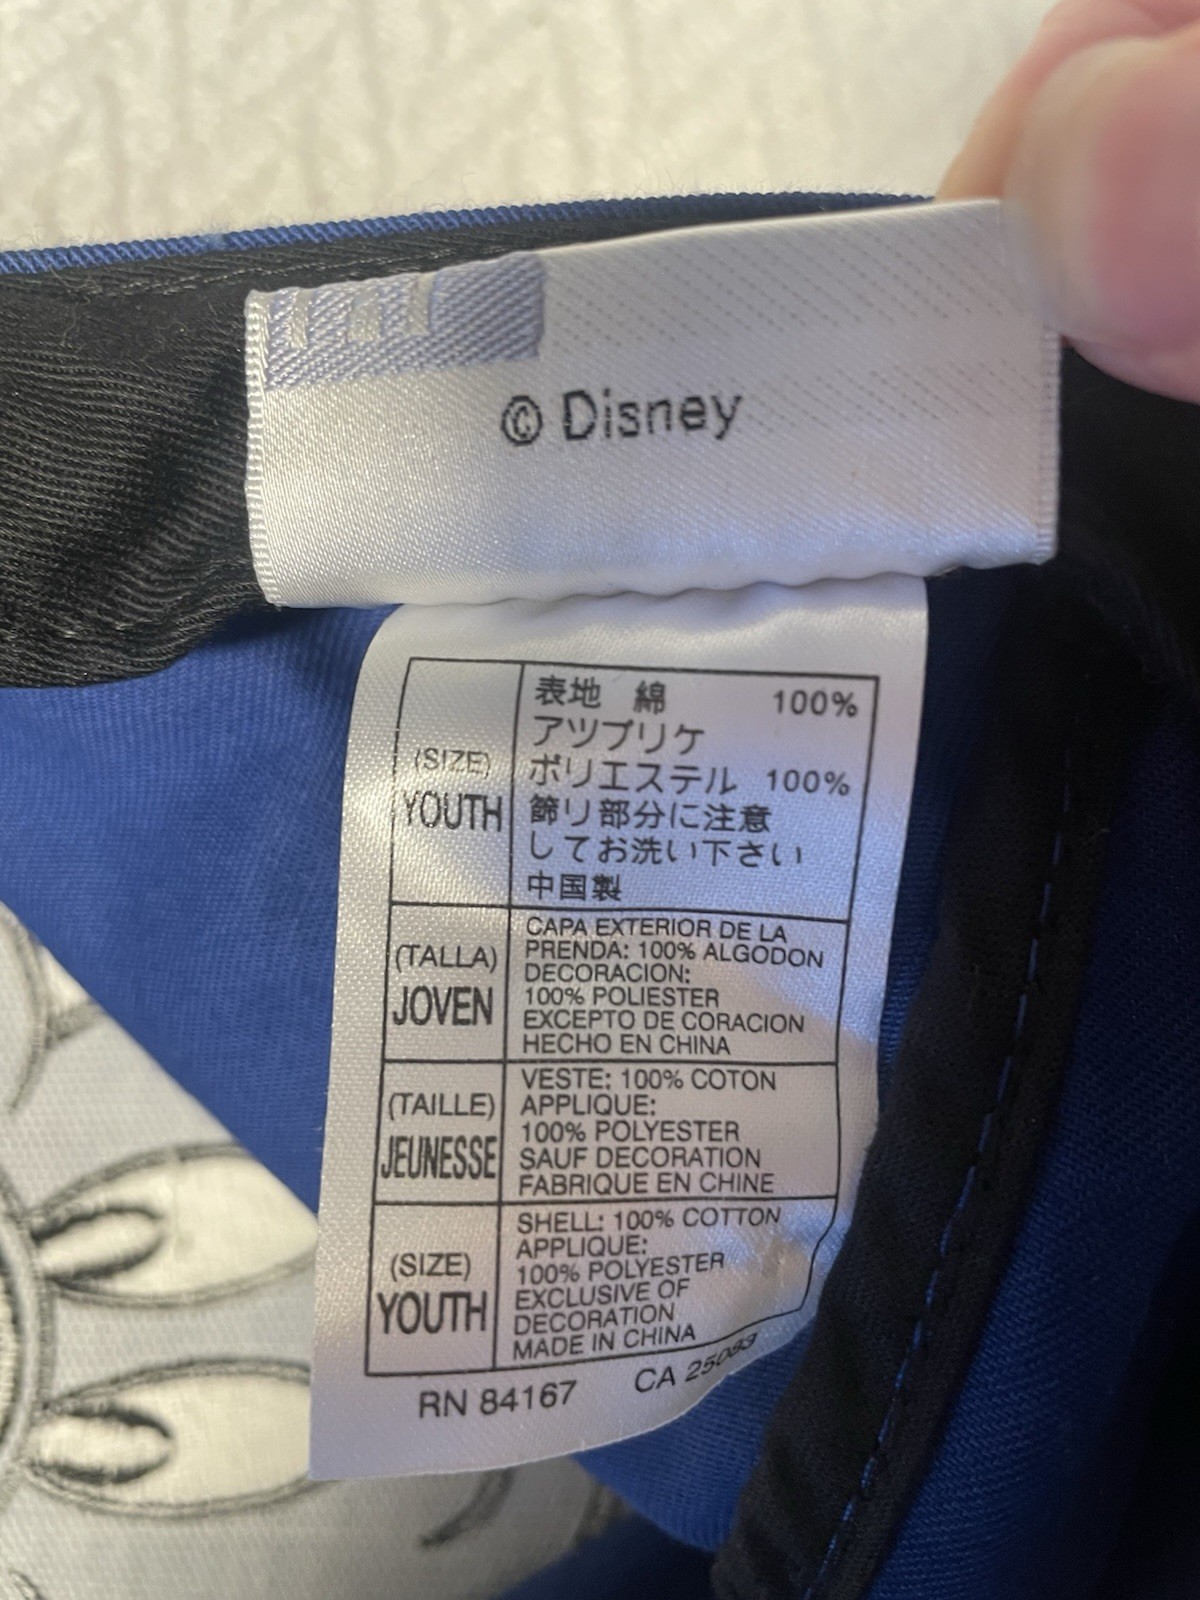 © Disney
(SIZE)
YOUTH
表地 綿 100%
アツプリケ
ポリエステル 100%
飾リ部分に注意
してお洗い下さい
中国製
(TALLA)
JOVEN
CAPA EXTERIOR DE LA
PRENDA: 100% ALGODON
DECORACION:
100% POLIESTER
EXCEPTO DE CORACION
HECHO EN CHINA
(TAILLE)
JEUNESSE
VESTE: 100% COTON
APPLIQUE:
100% POLYESTER
SAUF DECORATION
FABRIQUE EN CHINE
(SIZE)
YOUTH
SHELL: 100% COTTON
APPLIQUE:
100% POLYESTER
EXCLUSIVE OF
DECORATION
MADE IN CHINA
RN 84167 CA